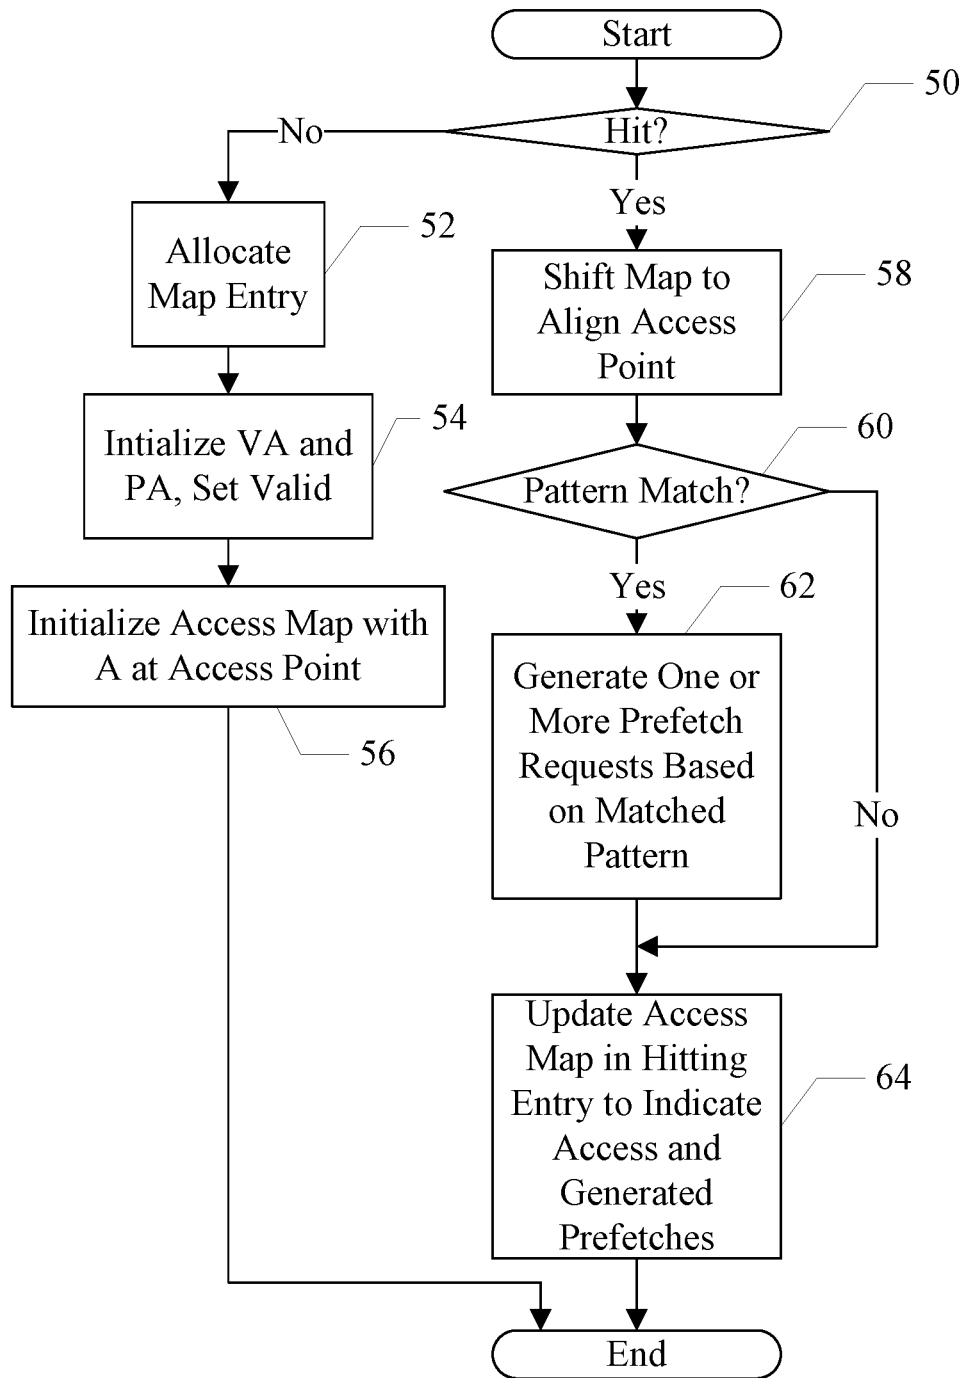 Start
50
Hit?
No
Yes
52
Allocate
Map Entry
58
Shift Map to
Align Access
Point
54
Intialize VA and
PA, Set Valid
60
Pattern Match?
Yes
No
56
Initialize Access Map with
A at Access Point
62
Generate One or
More Prefetch
Requests Based
on Matched
Pattern
64
Update Access
Map in Hitting
Entry to Indicate
Access and
Generated
Prefetches
End